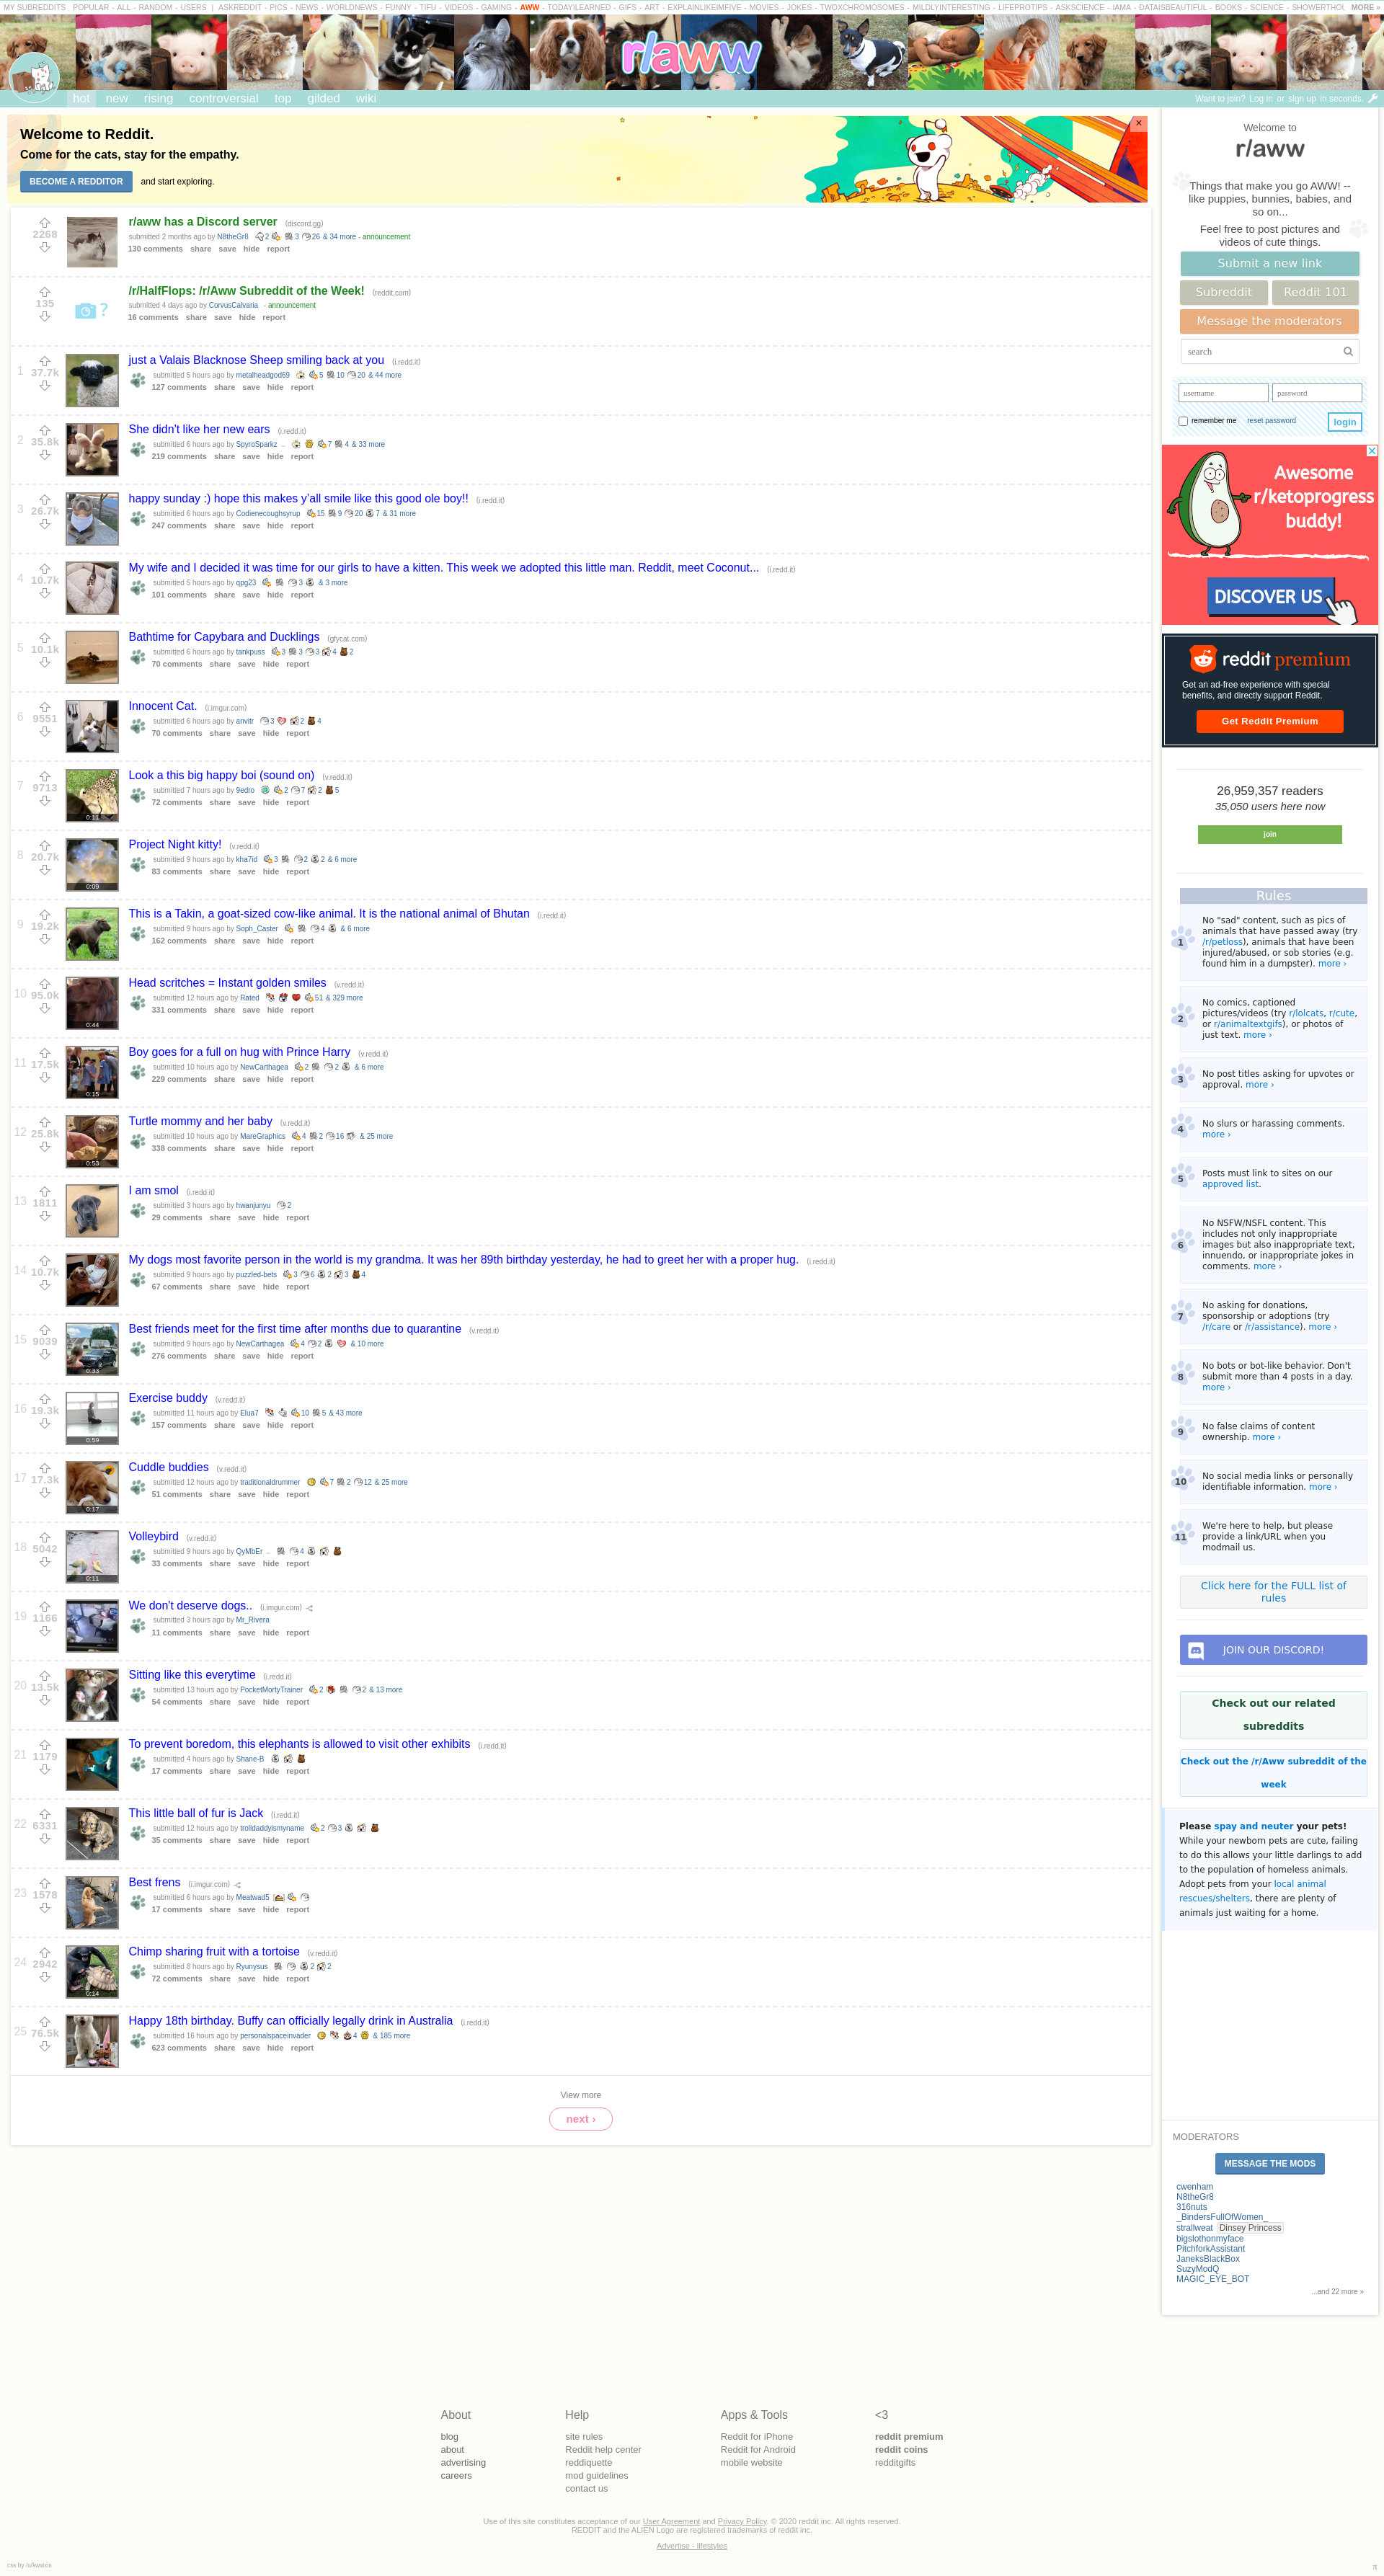 MY SUBREDDITS POPULAR - ALL - RANDOM - USERS | ASKREDDIT - PICS - NEWS - WORLDNEWS - FUNNY - TIFU - VIDEOS - GAMING - AWW - TODAYILEARNED - GIFS - ART - EXPLAINLIKEIMFIVE - MOVIES - JOKES - TWOXCHROMOSOMES - MILDLYINTERESTING - LIFEPROTIPS - ASKSCIENCE - IAMA - DATAISBEAUTIFUL - BOOKS - SCIENCE - SHOWERTHOU MORE »
r/aww
hot new rising controversial top gilded wiki
Want to join? Log in or sign up in seconds.
Welcome to Reddit.
Come for the cats, stay for the empathy.
BECOME A REDDITOR and start exploring.
×
2268
r/aww has a Discord server (discord.gg)
submitted 2 months ago by N8theGr8 2 3 26 & 34 more - announcement
130 comments share save hide report
135
/r/HalfFlops: /r/Aww Subreddit of the Week! (reddit.com)
submitted 4 days ago by CorvusCalvaria - announcement
16 comments share save hide report
1 37.7k
just a Valais Blacknose Sheep smiling back at you (i.redd.it)
submitted 5 hours ago by metalheadgod69 5 10 20 & 44 more
127 comments share save hide report
2 35.8k
She didn't like her new ears (i.redd.it)
submitted 6 hours ago by SpyroSparkz .. 7 4 & 33 more
219 comments share save hide report
3 26.7k
happy sunday :) hope this makes y'all smile like this good ole boy!! (i.redd.it)
submitted 6 hours ago by Codienecoughsyrup 15 9 20 7 & 31 more
247 comments share save hide report
4 10.7k
My wife and I decided it was time for our girls to have a kitten. This week we adopted this little man. Reddit, meet Coconut... (i.redd.it)
submitted 5 hours ago by qpg23 3 & 3 more
101 comments share save hide report
5 10.1k
Bathtime for Capybara and Ducklings (gfycat.com)
submitted 6 hours ago by tankpuss 3 3 3 4 2
70 comments share save hide report
6 9551
Innocent Cat. (i.imgur.com)
submitted 6 hours ago by anvitr 3 2 4
70 comments share save hide report
7 9713
0:11
Look a this big happy boi (sound on) (v.redd.it)
submitted 7 hours ago by 9edro 2 7 2 5
72 comments share save hide report
8 20.7k
0:09
Project Night kitty! (v.redd.it)
submitted 9 hours ago by kha7id 3 2 2 & 6 more
83 comments share save hide report
9 19.2k
This is a Takin, a goat-sized cow-like animal. It is the national animal of Bhutan (i.redd.it)
submitted 9 hours ago by Soph_Caster 4 & 6 more
162 comments share save hide report
10 95.0k
0:44
Head scritches = Instant golden smiles (v.redd.it)
submitted 12 hours ago by Rated 51 & 329 more
331 comments share save hide report
11 17.5k
0:15
Boy goes for a full on hug with Prince Harry (v.redd.it)
submitted 10 hours ago by NewCarthagea 2 2 & 6 more
229 comments share save hide report
12 25.8k
0:53
Turtle mommy and her baby (v.redd.it)
submitted 10 hours ago by MareGraphics 4 2 16 & 25 more
338 comments share save hide report
13 1811
I am smol (i.redd.it)
submitted 3 hours ago by hwanjunyu 2
29 comments share save hide report
14 10.7k
My dogs most favorite person in the world is my grandma. It was her 89th birthday yesterday, he had to greet her with a proper hug. (i.redd.it)
submitted 9 hours ago by puzzled-bets 3 6 2 3 4
67 comments share save hide report
15 9039
0:33
Best friends meet for the first time after months due to quarantine (v.redd.it)
submitted 9 hours ago by NewCarthagea 4 2 & 10 more
276 comments share save hide report
16 19.3k
0:59
Exercise buddy (v.redd.it)
submitted 11 hours ago by Elua7 10 5 & 43 more
157 comments share save hide report
17 17.3k
0:17
Cuddle buddies (v.redd.it)
submitted 12 hours ago by traditionaldrummer 7 2 12 & 25 more
51 comments share save hide report
18 5042
0:11
Volleybird (v.redd.it)
submitted 9 hours ago by QyMbEr .. 4
33 comments share save hide report
19 1166
We don't deserve dogs.. (i.imgur.com)
submitted 3 hours ago by Mr_Rivera
11 comments share save hide report
20 13.5k
Sitting like this everytime (i.redd.it)
submitted 13 hours ago by PocketMortyTrainer 2 2 & 13 more
54 comments share save hide report
21 1179
To prevent boredom, this elephants is allowed to visit other exhibits (i.redd.it)
submitted 4 hours ago by Shane-B
17 comments share save hide report
22 6331
This little ball of fur is Jack (i.redd.it)
submitted 12 hours ago by trolldaddyismyname 2 3
35 comments share save hide report
23 1578
Best frens (i.imgur.com)
submitted 6 hours ago by Meatwad5
17 comments share save hide report
24 2942
0:14
Chimp sharing fruit with a tortoise (v.redd.it)
submitted 8 hours ago by Ryunysus 2 2
72 comments share save hide report
25 76.5k
Happy 18th birthday. Buffy can officially legally drink in Australia (i.redd.it)
submitted 16 hours ago by personalspaceinvader 4 & 185 more
623 comments share save hide report
View more
next ›
Welcome to
r/aww
Things that make you go AWW! --
like puppies, bunnies, babies, and
so on...
Feel free to post pictures and
videos of cute things.
Submit a new link
Subreddit Reddit 101
Message the moderators
search
username password
remember me reset password login
Awesome
r/ketoprogress
buddy!
DISCOVER US
reddit premium
Get an ad-free experience with special
benefits, and directly support Reddit.
Get Reddit Premium
26,959,357 readers
35,050 users here now
join
Rules
1 No "sad" content, such as pics of
animals that have passed away (try
/r/petloss), animals that have been
injured/abused, or sob stories (e.g.
found him in a dumpster). more ›
2 No comics, captioned
pictures/videos (try r/lolcats, r/cute,
or r/animaltextgifs), or photos of
just text. more ›
3 No post titles asking for upvotes or
approval. more ›
4 No slurs or harassing comments.
more ›
5 Posts must link to sites on our
approved list.
6 No NSFW/NSFL content. This
includes not only inappropriate
images but also inappropriate text,
innuendo, or inappropriate jokes in
comments. more ›
7 No asking for donations,
sponsorship or adoptions (try
/r/care or /r/assistance). more ›
8 No bots or bot-like behavior. Don't
submit more than 4 posts in a day.
more ›
9 No false claims of content
ownership. more ›
10 No social media links or personally
identifiable information. more ›
11 We're here to help, but please
provide a link/URL when you
modmail us.
Click here for the FULL list of
rules
JOIN OUR DISCORD!
Check out our related
subreddits
Check out the /r/Aww subreddit of the
week
Please spay and neuter your pets!
While your newborn pets are cute, failing
to do this allows your little darlings to add
to the population of homeless animals.
Adopt pets from your local animal
rescues/shelters, there are plenty of
animals just waiting for a home.
MODERATORS
MESSAGE THE MODS
cwenham
N8theGr8
316nuts
_BindersFullOfWomen_
strallweat Dinsey Princess
bigslothonmyface
PitchforkAssistant
JaneksBlackBox
SuzyModQ
MAGIC_EYE_BOT
...and 22 more »
About
blog
about
advertising
careers
Help
site rules
Reddit help center
reddiquette
mod guidelines
contact us
Apps & Tools
Reddit for iPhone
Reddit for Android
mobile website
<3
reddit premium
reddit coins
redditgifts
Use of this site constitutes acceptance of our User Agreement and Privacy Policy. © 2020 reddit inc. All rights reserved.
REDDIT and the ALIEN Logo are registered trademarks of reddit inc.
Advertise - lifestyles
css by /u/kwwxis
π